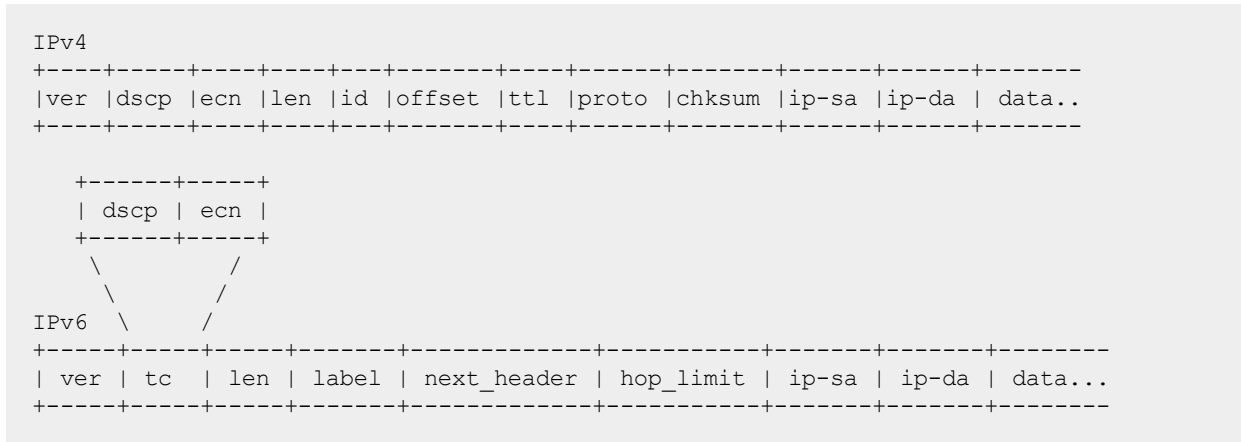 IPv4
+----+-----+----+----+---+-------+----+------+-------+------+------+-------
|ver |dscp |ecn |len |id |offset |ttl |proto |chksum |ip-sa |ip-da | data..
+----+-----+----+----+---+-------+----+------+-------+------+------+-------
+------+-----+
| dscp | ecn |
+------+-----+
\ /
\ /
IPv6 \ /
+-----+-----+-----+-------+-------------+-----------+-------+-------+--------
| ver | tc | len | label | next_header | hop_limit | ip-sa | ip-da | data...
+-----+-----+-----+-------+-------------+-----------+-------+-------+--------